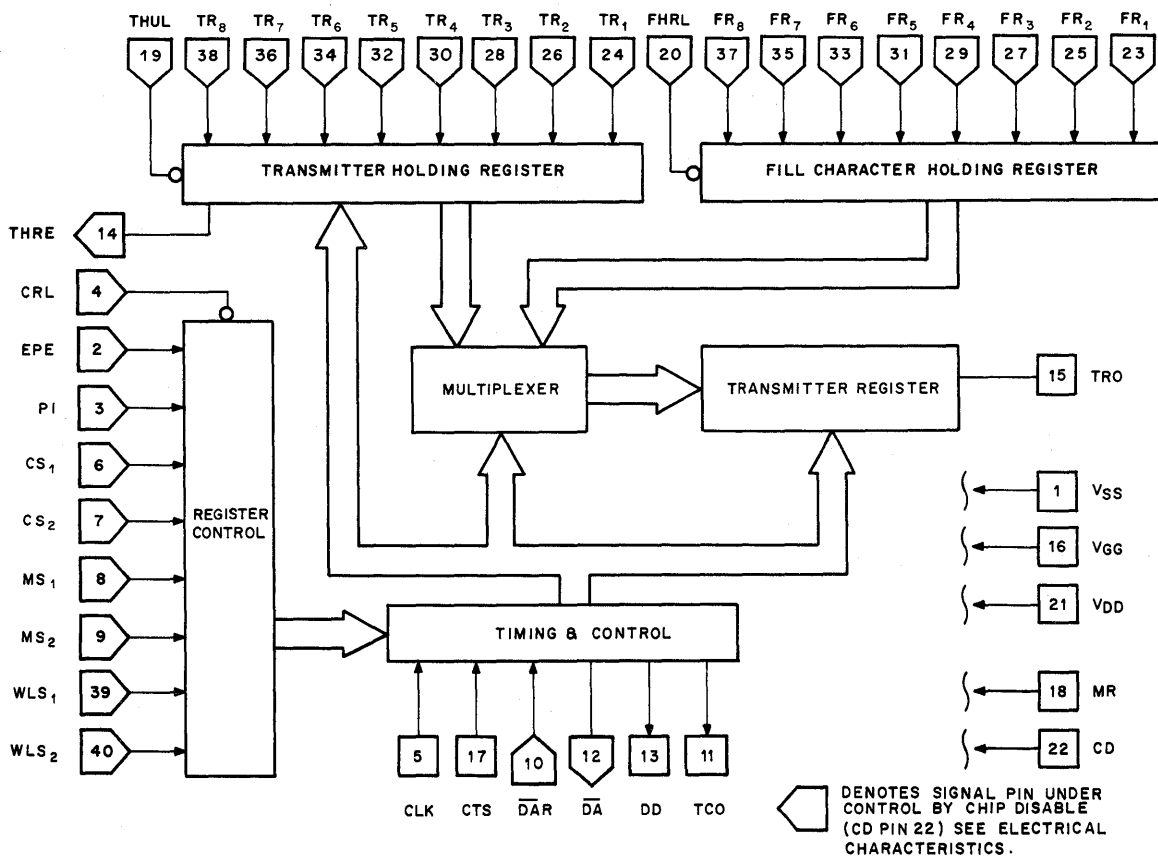 THUL TR8 TR7 TR6 TR5 TR4 TR3 TR2 TR1 FHRL FR8 FR7 FR6 FR5 FR4 FR3 FR2 FR1
19 38 36 34 32 30 28 26 24 20 37 35 33 31 29 27 25 23
TRANSMITTER HOLDING REGISTER
FILL CHARACTER HOLDING REGISTER
THRE 14
CRL 4
EPE 2
PI 3
CS1 6
CS2 7
MS1 8
MS2 9
WLS1 39
WLS2 40
REGISTER
CONTROL
MULTIPLEXER
TRANSMITTER REGISTER
15 TRO
1 VSS
16 VGG
21 VDD
18 MR
22 CD
TIMING & CONTROL
5 17 10 12 13 11
CLK CTS D̅A̅R D̅A̅ DD TCO
DENOTES SIGNAL PIN UNDER
CONTROL BY CHIP DISABLE
(CD PIN 22) SEE ELECTRICAL
CHARACTERISTICS.